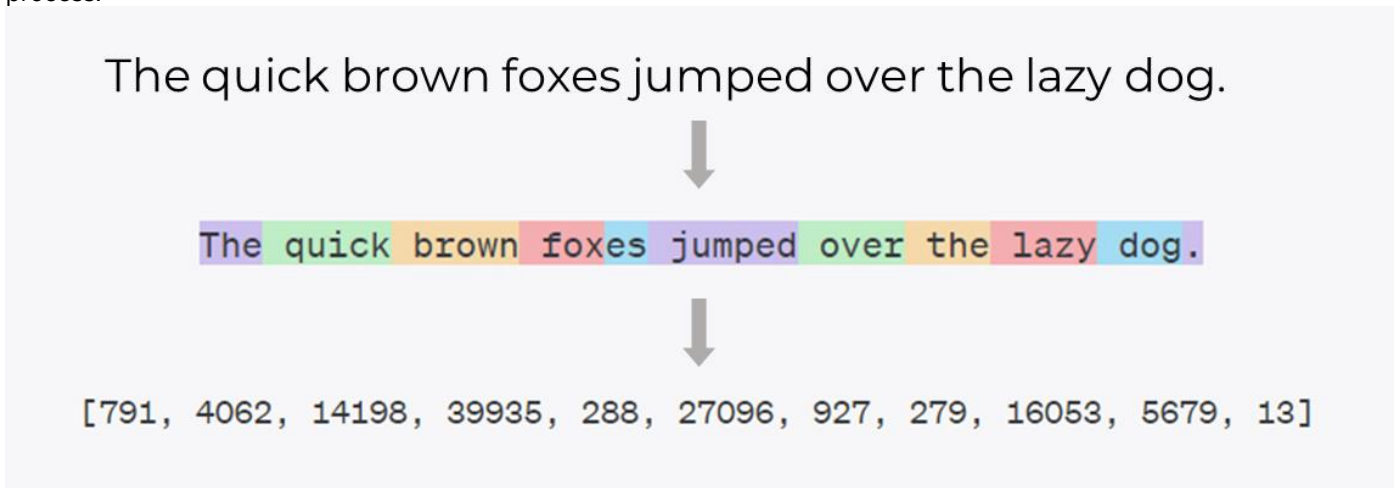 process.
The quick brown foxes jumped over the lazy dog.
The quick brown foxes jumped over the lazy dog.
[791, 4062, 14198, 39935, 288, 27096, 927, 279, 16053, 5679, 13]